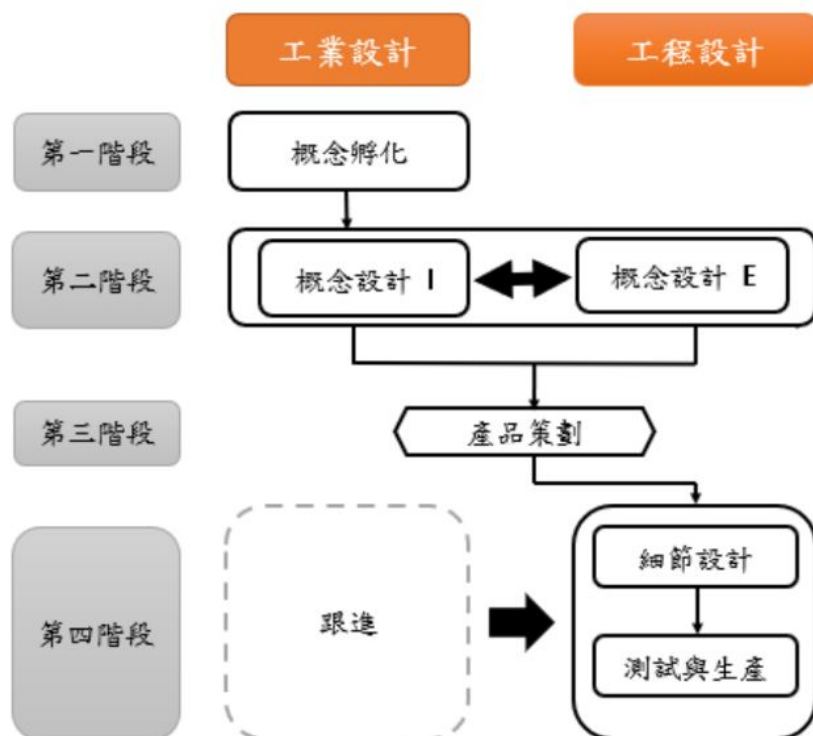 工業設計
工程設計
第一階段
概念孵化
第二階段
概念設計 I
概念設計 E
第三階段
產品策劃
第四階段
跟進
細節設計
測試與生產